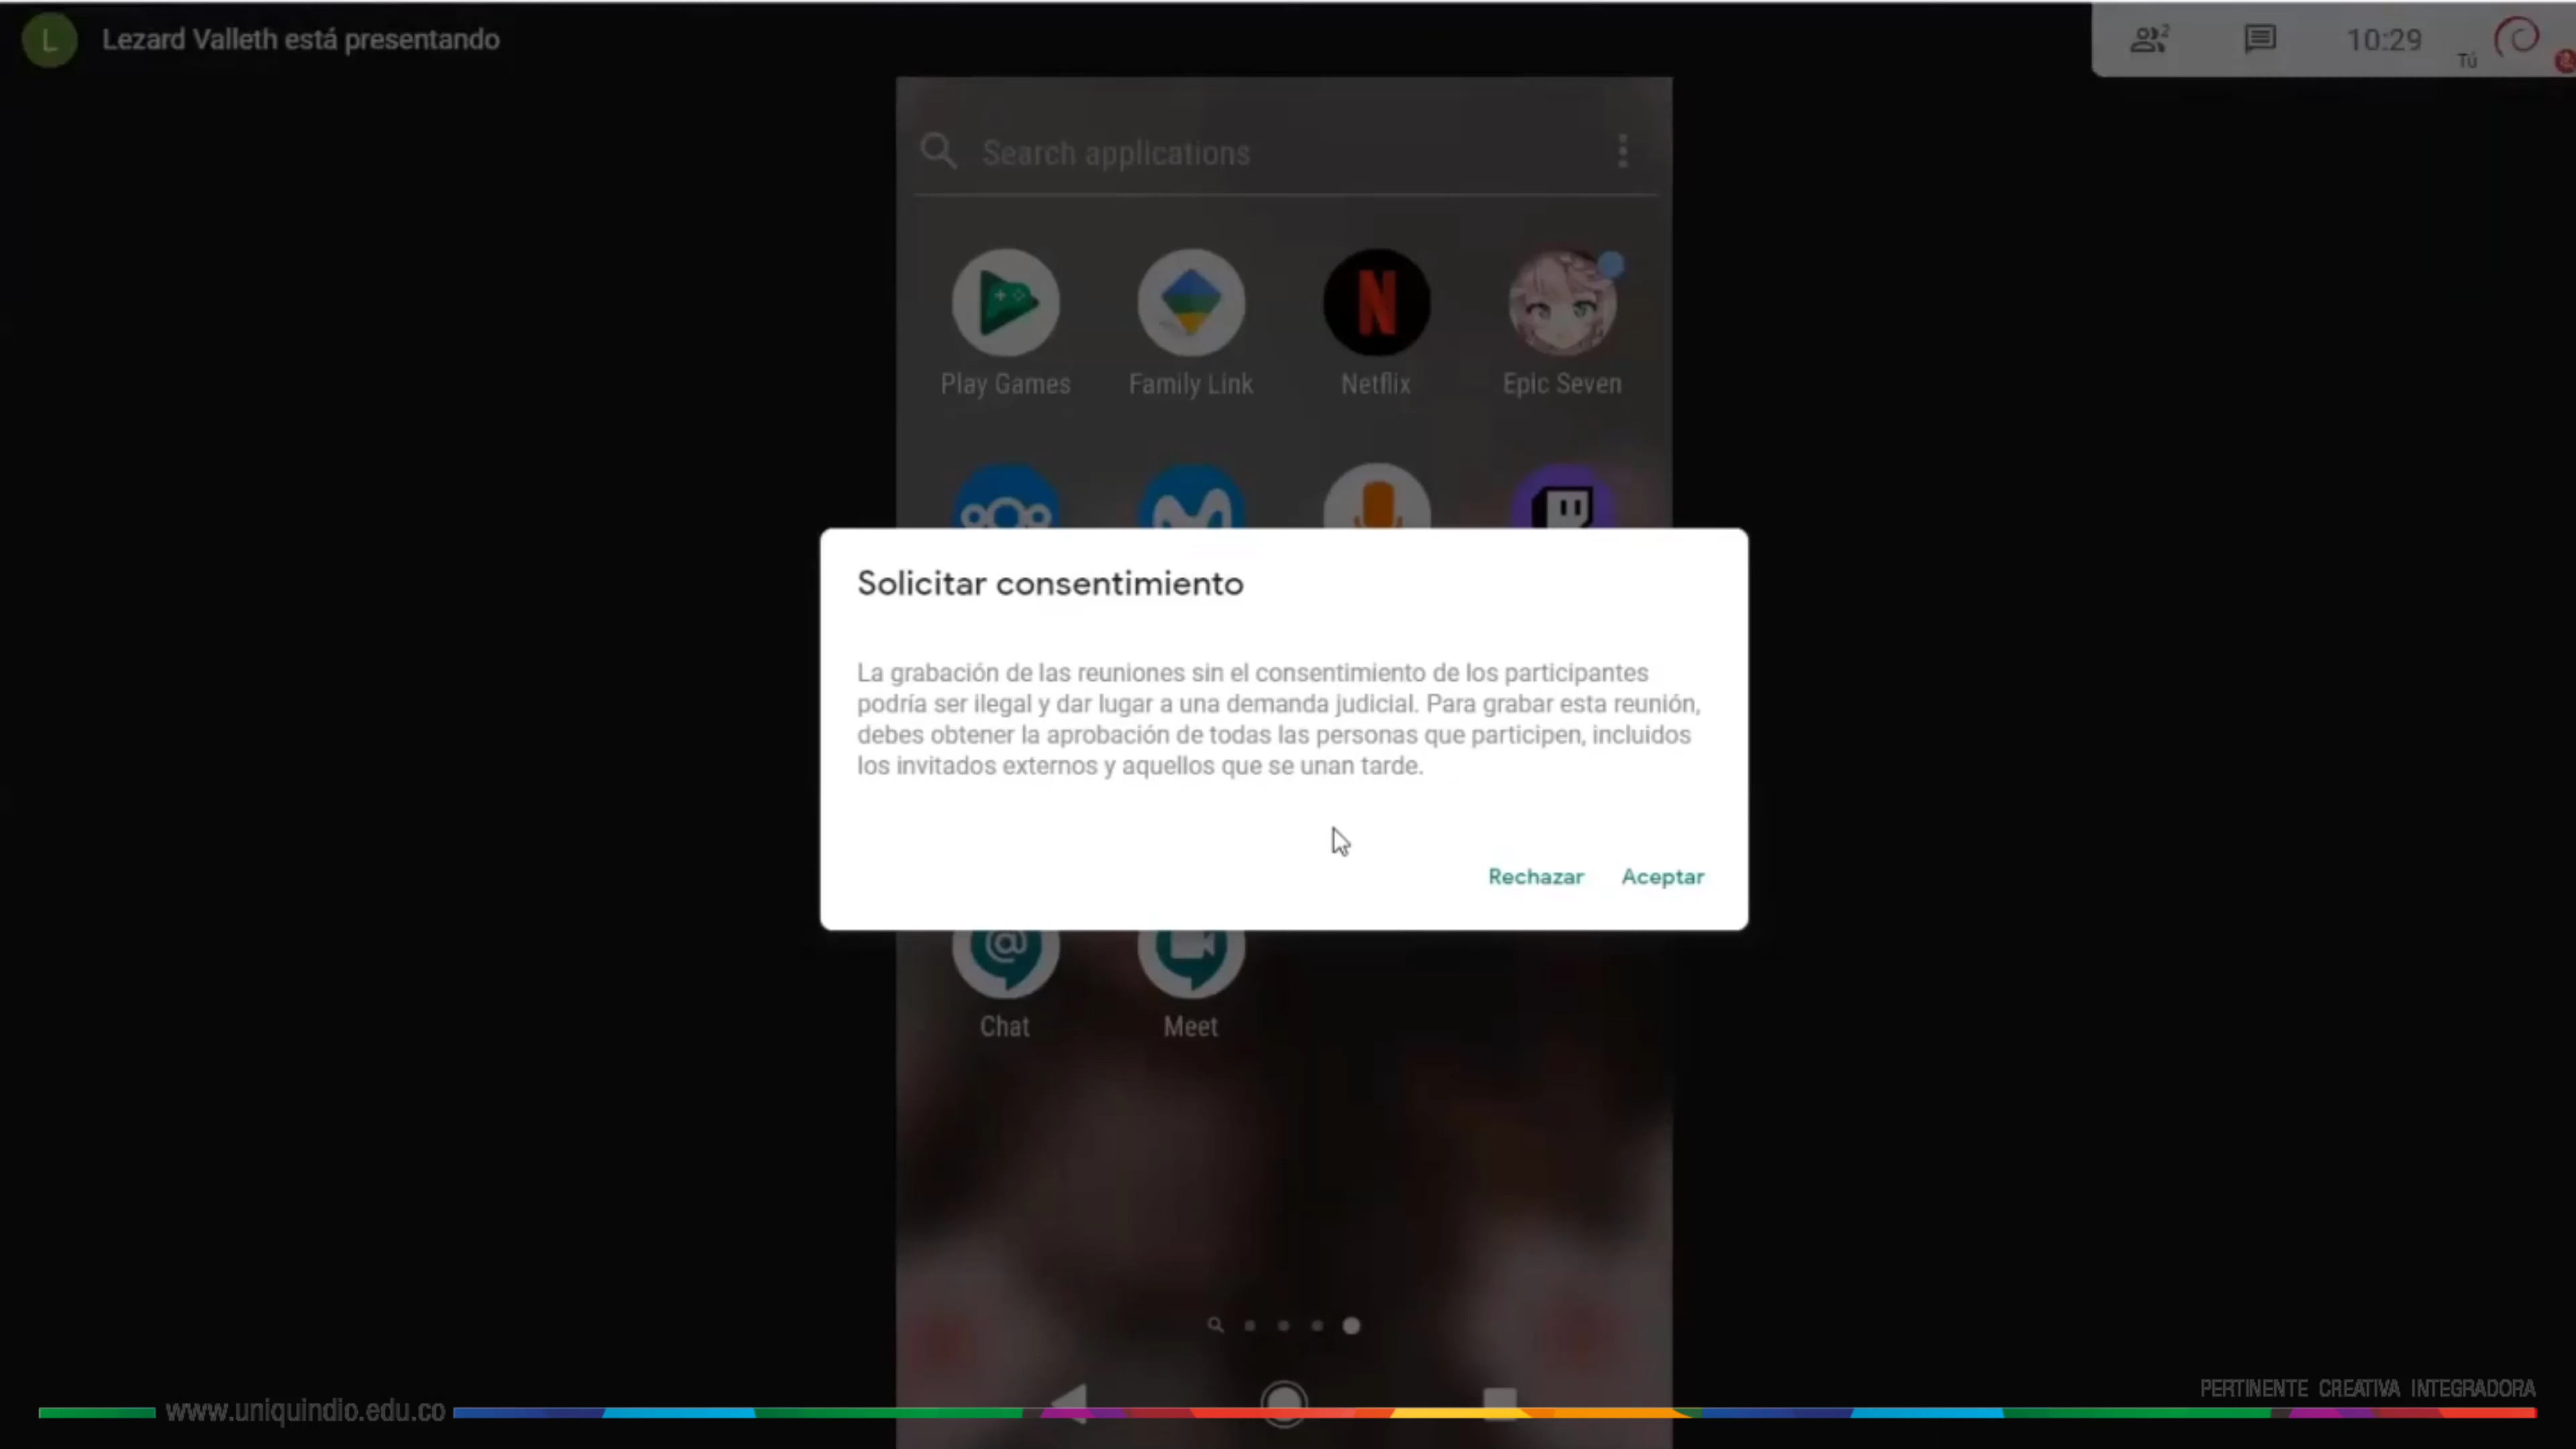 L
Lezard Valleth está presentando
2
10:29
Tú
Search applications
Play Games
Family Link
Netflix
Epic Seven
Solicitar consentimiento
La grabación de las reuniones sin el consentimiento de los participantes
podría ser ilegal y dar lugar a una demanda judicial. Para grabar esta reunión,
debes obtener la aprobación de todas las personas que participen, incluidos
los invitados externos y aquellos que se unan tarde.
Rechazar
Aceptar
Chat
Meet
PERTINENTE CREATIVA INTEGRADORA
www.uniquindio.edu.co